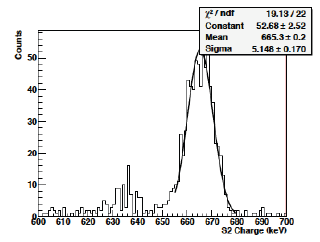 χ² / ndf 19.13 / 22
Constant 52.68 ± 2.52
Mean 665.3 ± 0.2
Sigma 5.148 ± 0.170
Counts
50
40
30
20
10
0
600 610 620 630 640 650 660 670 680 690 700
S2 Charge (keV)